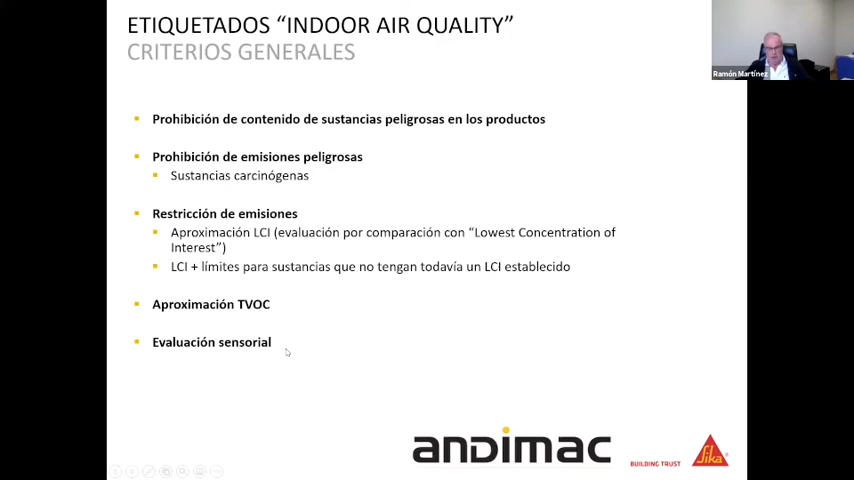 ETIQUETADOS “INDOOR AIR QUALITY”
CRITERIOS GENERALES
Ramón Martínez
Prohibición de contenido de sustancias peligrosas en los productos
Prohibición de emisiones peligrosas
Sustancias carcinógenas
Restricción de emisiones
Aproximación LCI (evaluación por comparación con “Lowest Concentration of
Interest”)
LCI + límites para sustancias que no tengan todavía un LCI establecido
Aproximación TVOC
Evaluación sensorial
andimac
BUILDING TRUST
Sika